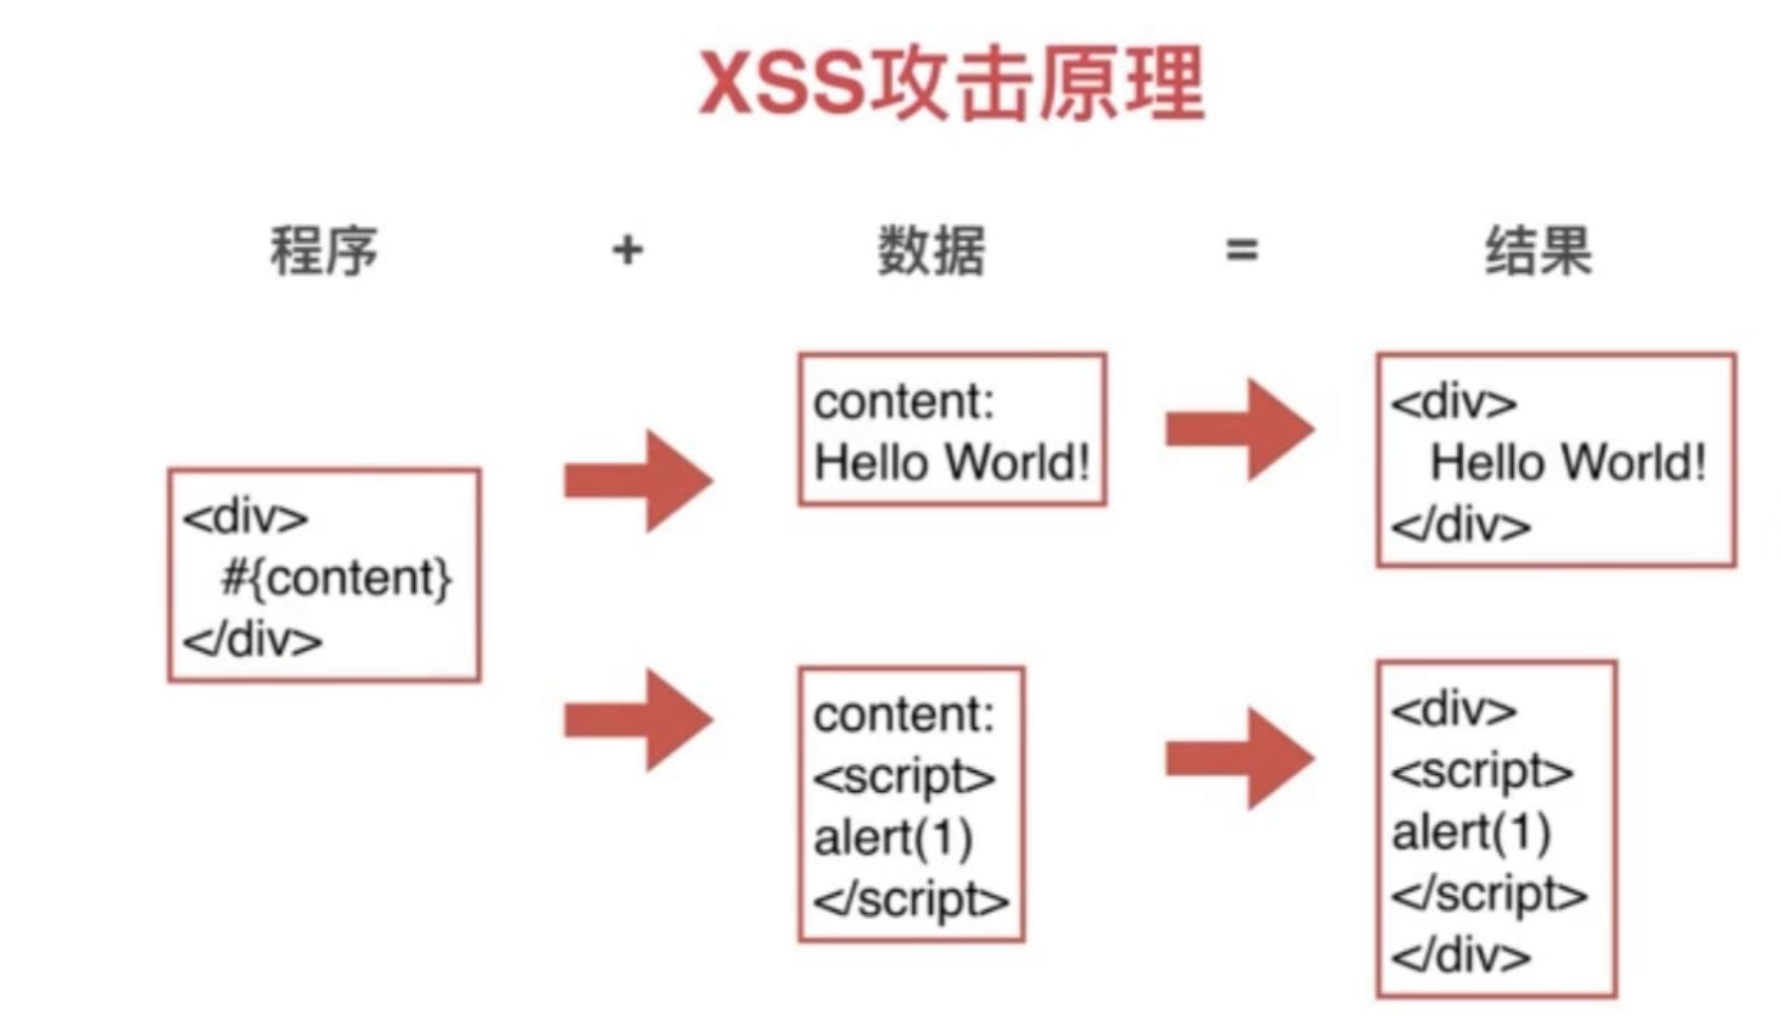 XSS攻击原理
程序 + 数据 = 结果
<div>
#{content}
</div>
content:
Hello World!
<div>
Hello World!
</div>
content:
<script>
alert(1)
</script>
<div>
<script>
alert(1)
</script>
</div>